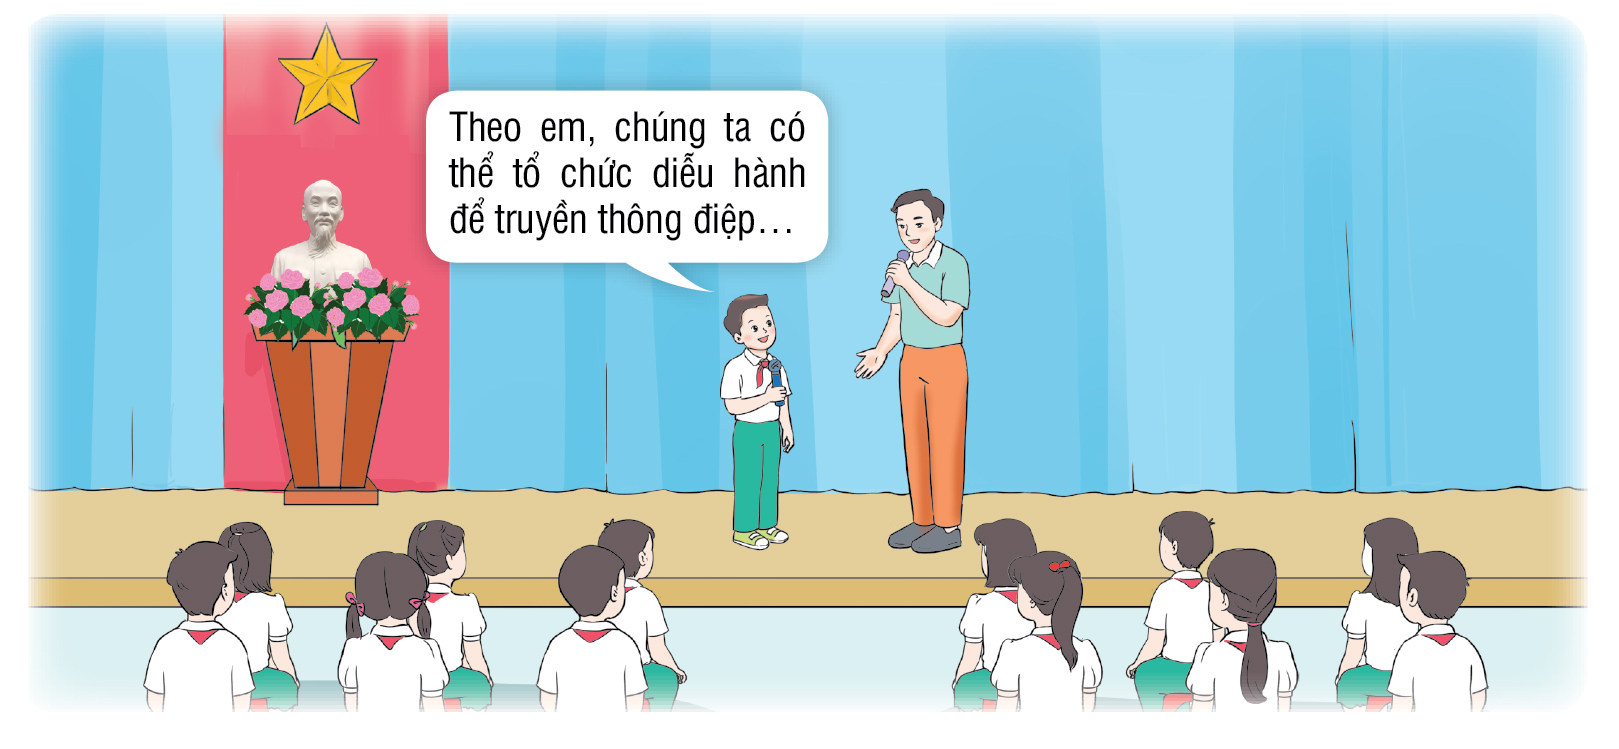 Theo em, chúng ta có
thể tổ chức diễu hành
để truyền thông điệp...